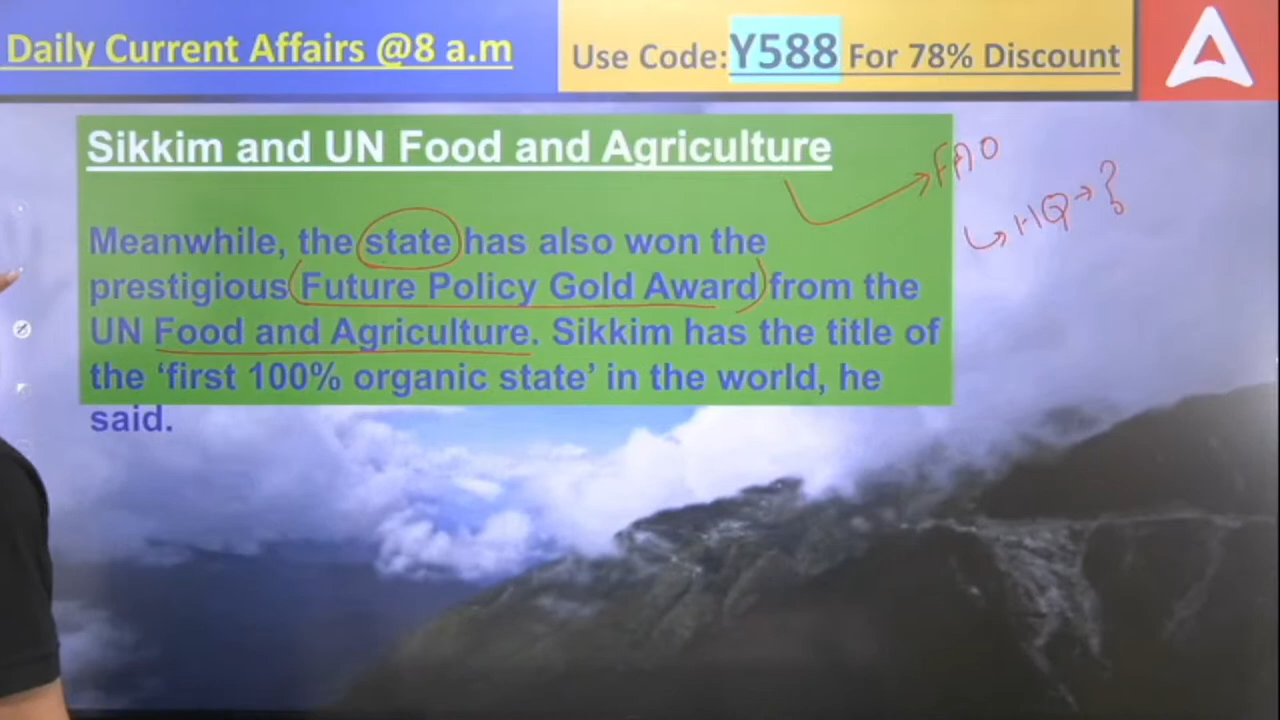 Daily Current Affairs @8 a.m
Use Code:Y588 For 78% Discount
Sikkim and UN Food and Agriculture
→FAO
↳HQ→?
Meanwhile, the state has also won the
prestigious Future Policy Gold Award from the
UN Food and Agriculture. Sikkim has the title of
the ‘first 100% organic state’ in the world, he
said.